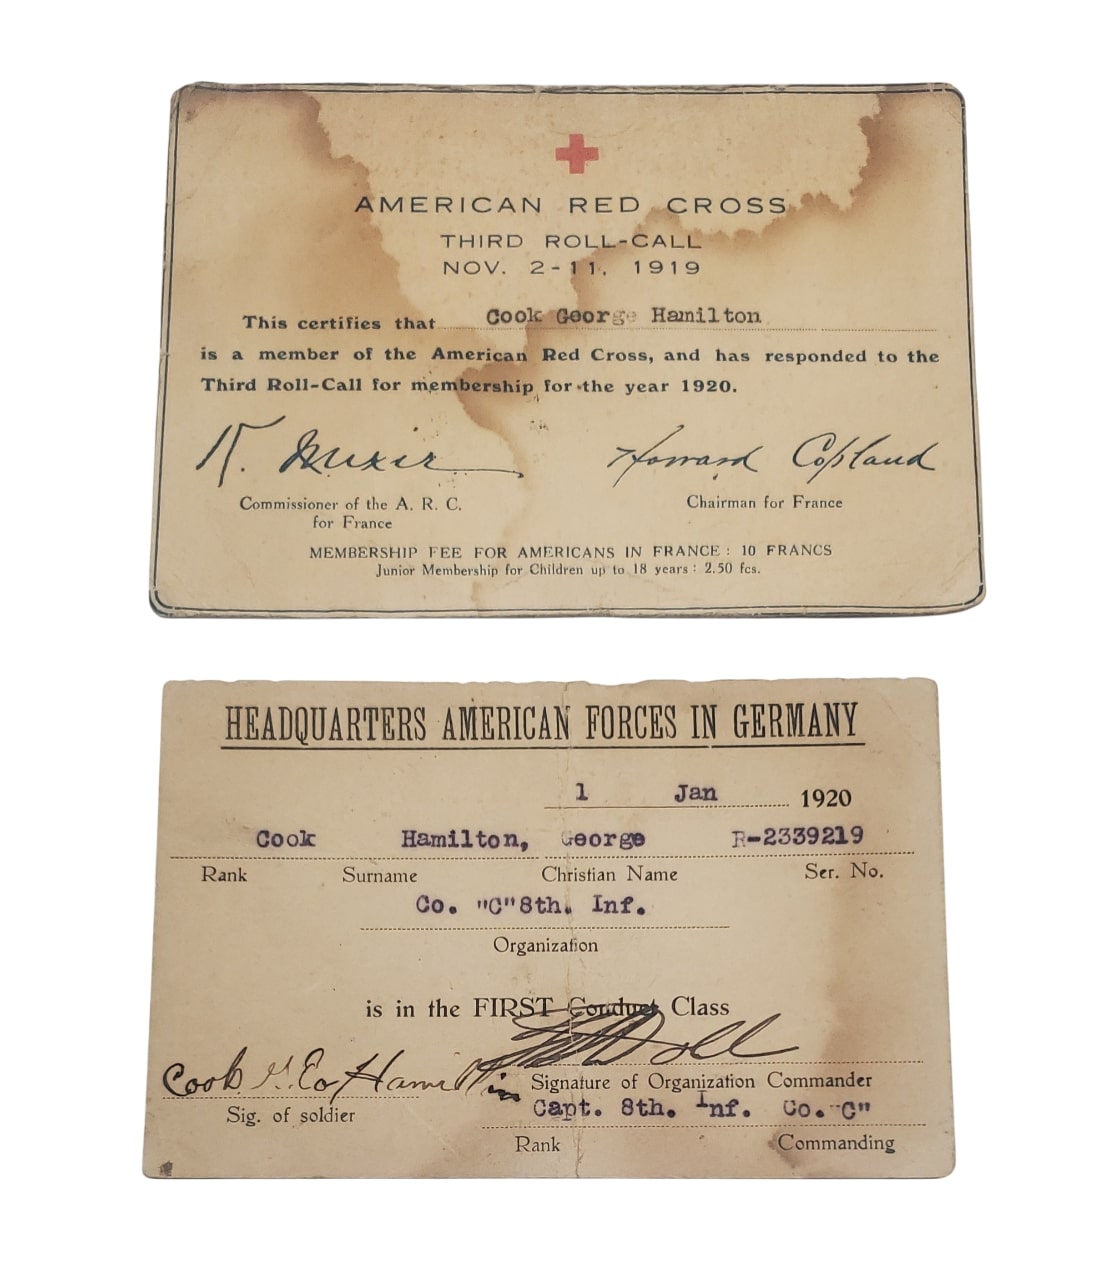 AMERICAN RED CROSS
THIRD ROLL-CALL
NOV. 2-11, 1919
This certifies that Cook George Hamilton
is a member of the American Red Cross, and has responded to the
Third Roll-Call for membership for the year 1920.
Howard Copland
Commissioner of the A. R. C.
for France
Chairman for France
MEMBERSHIP FEE FOR AMERICANS IN FRANCE : 10 FRANCS
Junior Membership for Children up to 18 years : 2.50 fcs.
HEADQUARTERS AMERICAN FORCES IN GERMANY
1 Jan 1920
Cook Hamilton, George R-2339219
Rank Surname Christian Name Ser. No.
Co. "C" 8th. Inf.
Organization
is in the FIRST Conduct Class
Cook Geo Hamilton
Signature of Organization Commander
Sig. of soldier
Capt. 8th. Inf. Co. "C"
Rank Commanding